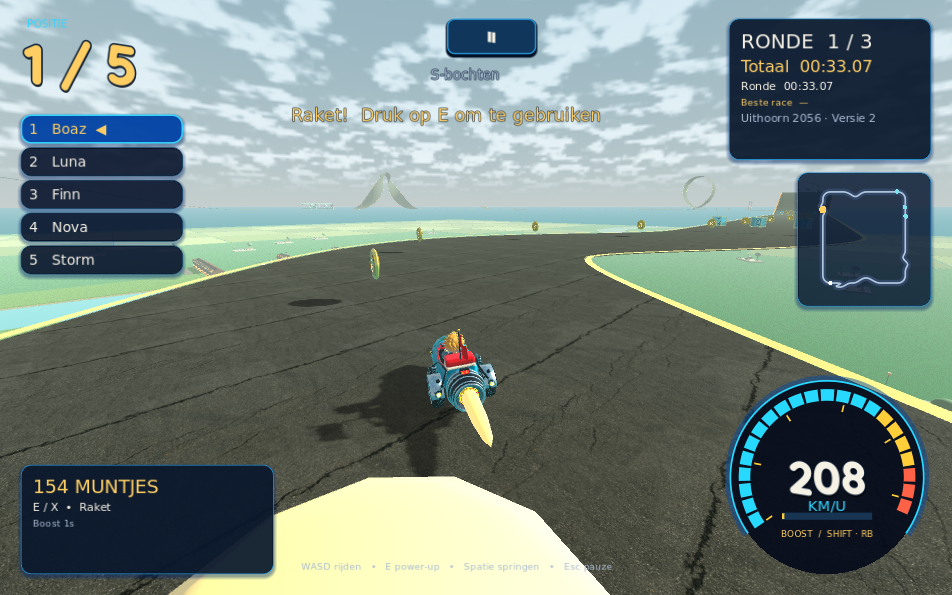 POSITIE
1 / 5
1 Boaz ◀
2 Luna
3 Finn
4 Nova
5 Storm
S-bochten
Raket! Druk op E om te gebruiken
RONDE 1 / 3
Totaal 00:33.07
Ronde 00:33.07
Beste race —
Uithoorn 2056 · Versie 2
154 MUNTJES
E / X • Raket
Boost 1s
208
KM/U
BOOST / SHIFT · RB
WASD rijden • E power-up • Spatie springen • Esc pauze